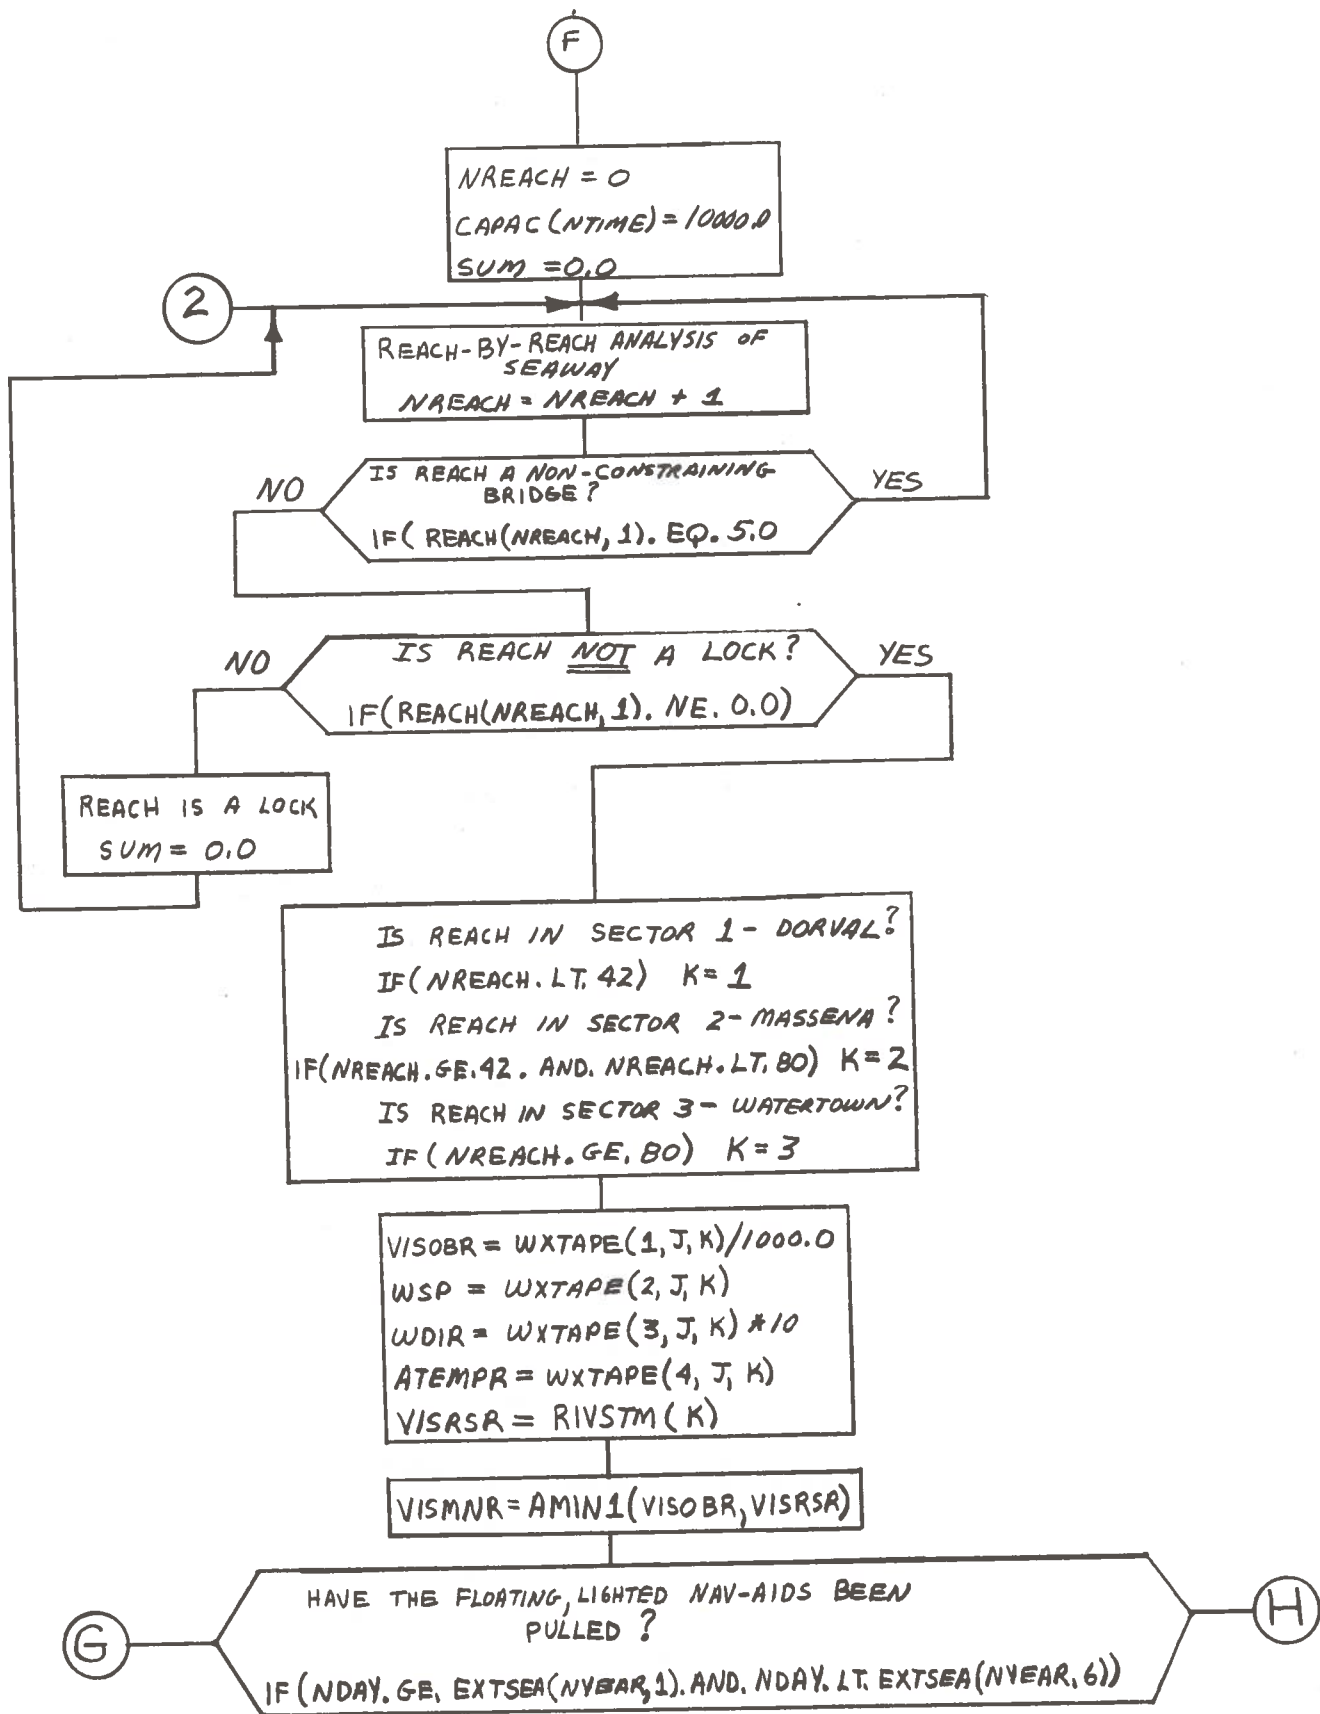 F
NREACH = 0
CAPAC(NTIME) = 10000.0
SUM = 0.0
2
REACH-BY-REACH ANALYSIS OF
SEAWAY
NREACH = NREACH + 1
IS REACH A NON-CONSTRAINING
BRIDGE?
IF( REACH(NREACH, 1). EQ. 5.0
NO
YES
IS REACH NOT A LOCK?
IF(REACH(NREACH, 1). NE. 0.0)
NO
YES
REACH IS A LOCK
SUM = 0.0
IS REACH IN SECTOR 1 - DORVAL?
IF(NREACH. LT. 42) K = 1
IS REACH IN SECTOR 2 - MASSENA?
IF(NREACH.GE.42. AND. NREACH.LT. 80) K = 2
IS REACH IN SECTOR 3 - WATERTOWN?
IF (NREACH. GE. 80) K = 3
VISOBR = WXTAPE(1, J, K)/1000.0
WSP = WXTAPE(2, J, K)
WDIR = WXTAPE(3, J, K) *10
ATEMPR = WXTAPE(4, J, K)
VISRSR = RIVSTM(K)
VISMNR = AMIN1(VISOBR, VISRSR)
HAVE THE FLOATING, LIGHTED NAV-AIDS BEEN
PULLED?
IF (NDAY. GE. EXTSEA(NYEAR, 1). AND. NDAY. LT. EXTSEA(NYEAR, 6))
G
H